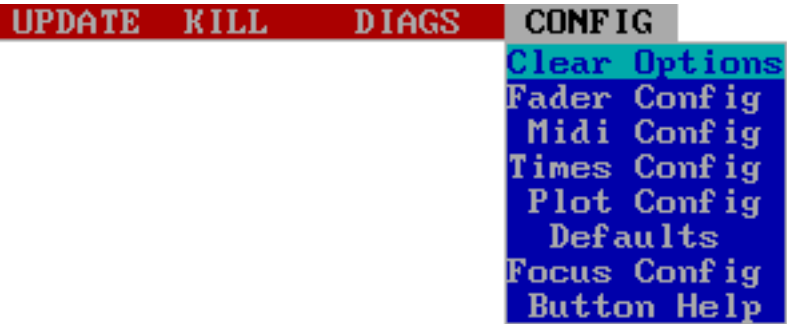 UPDATE KILL DIAGS CONFIG
Clear Options
Fader Config
Midi Config
Times Config
Plot Config
Defaults
Focus Config
Button Help